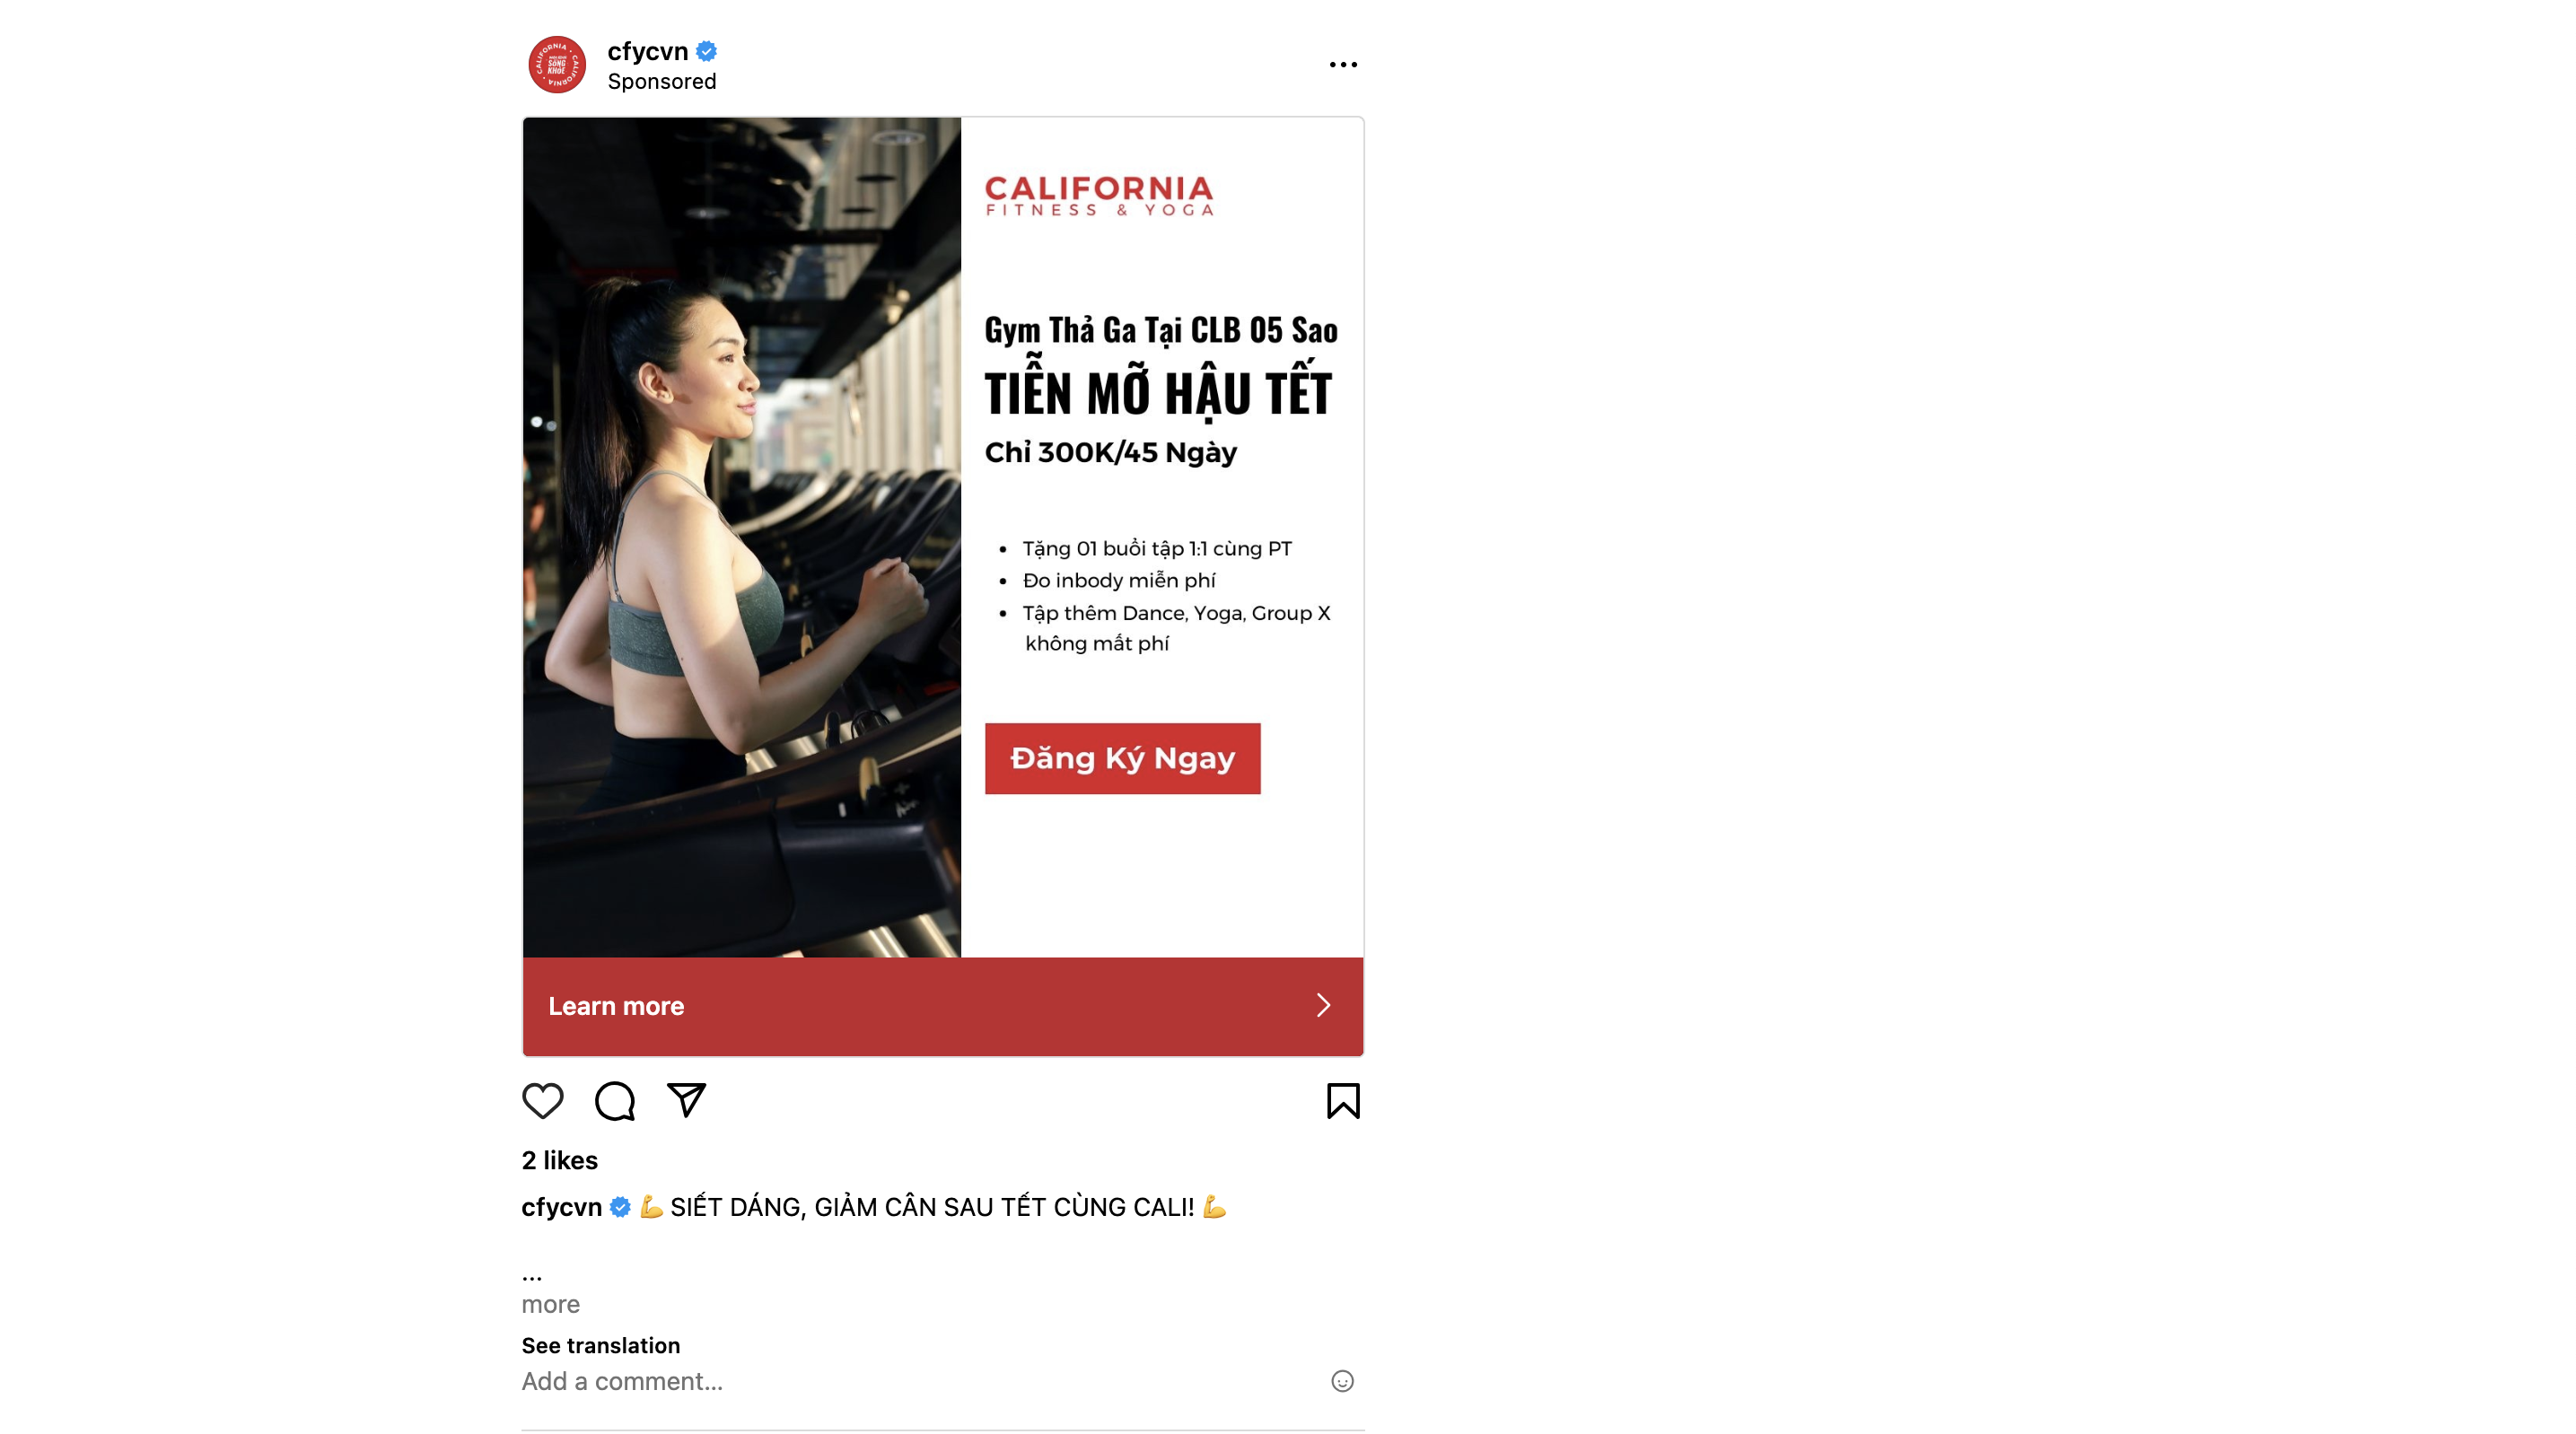 cfycvn
Sponsored
CALIFORNIA
SỐNG
KHOẺ
CALIFORNIA
FITNESS & YOGA
Gym Thả Ga Tại CLB 05 Sao
TIỄN MỠ HẬU TẾT
Chỉ 300K/45 Ngày
• Tặng 01 buổi tập 1:1 cùng PT
• Đo inbody miễn phí
• Tập thêm Dance, Yoga, Group X
không mất phí
Đăng Ký Ngay
Learn more
2 likes
cfycvn 💪 SIẾT DÁNG, GIẢM CÂN SAU TẾT CÙNG CALI! 💪
...
more
See translation
Add a comment...